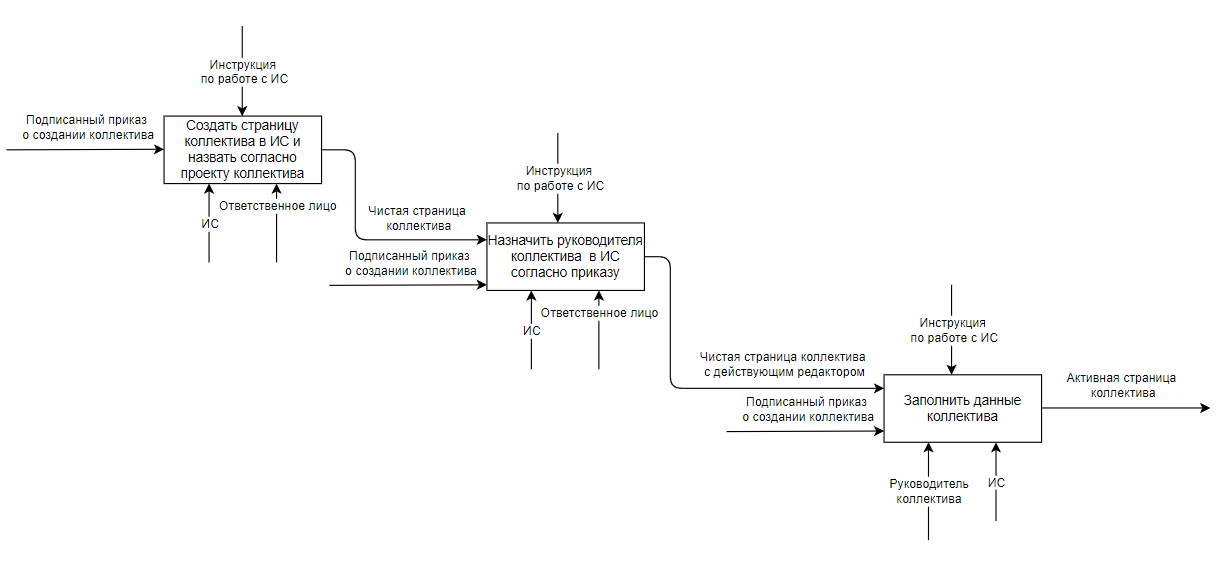 Инструкция
по работе с ИС
Подписанный приказ
о создании коллектива
Создать страницу
коллектива в ИС и
назвать согласно
проекту коллектива
ИС
Ответственное лицо
Чистая страница
коллектива
Инструкция
по работе с ИС
Подписанный приказ
о создании коллектива
Назначить руководителя
коллектива в ИС
согласно приказу
ИС
Ответственное лицо
Чистая страница коллектива
с действующим редактором
Инструкция
по работе с ИС
Подписанный приказ
о создании коллектива
Заполнить данные
коллектива
Активная страница
коллектива
Руководитель
коллектива
ИС